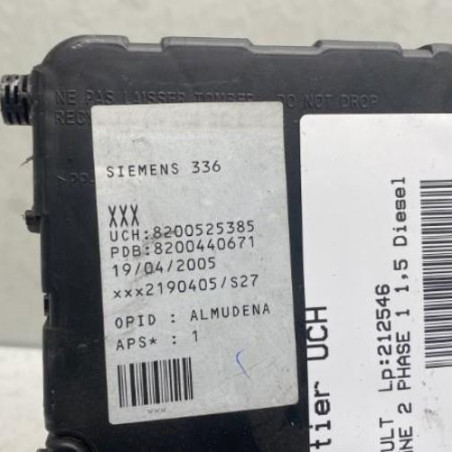 NE PAS LAISSER TOMBER DO NOT DROP
SIEMENS 336
XXX
UCH:8200525385
PDB:8200440671
19/04/2005
xxx2190405/S27
OPID : ALMUDENA
APS* : 1
xxx
tier UCH
ULT Lp:212546
ANE 2 PHASE 1 1,5 Diesel